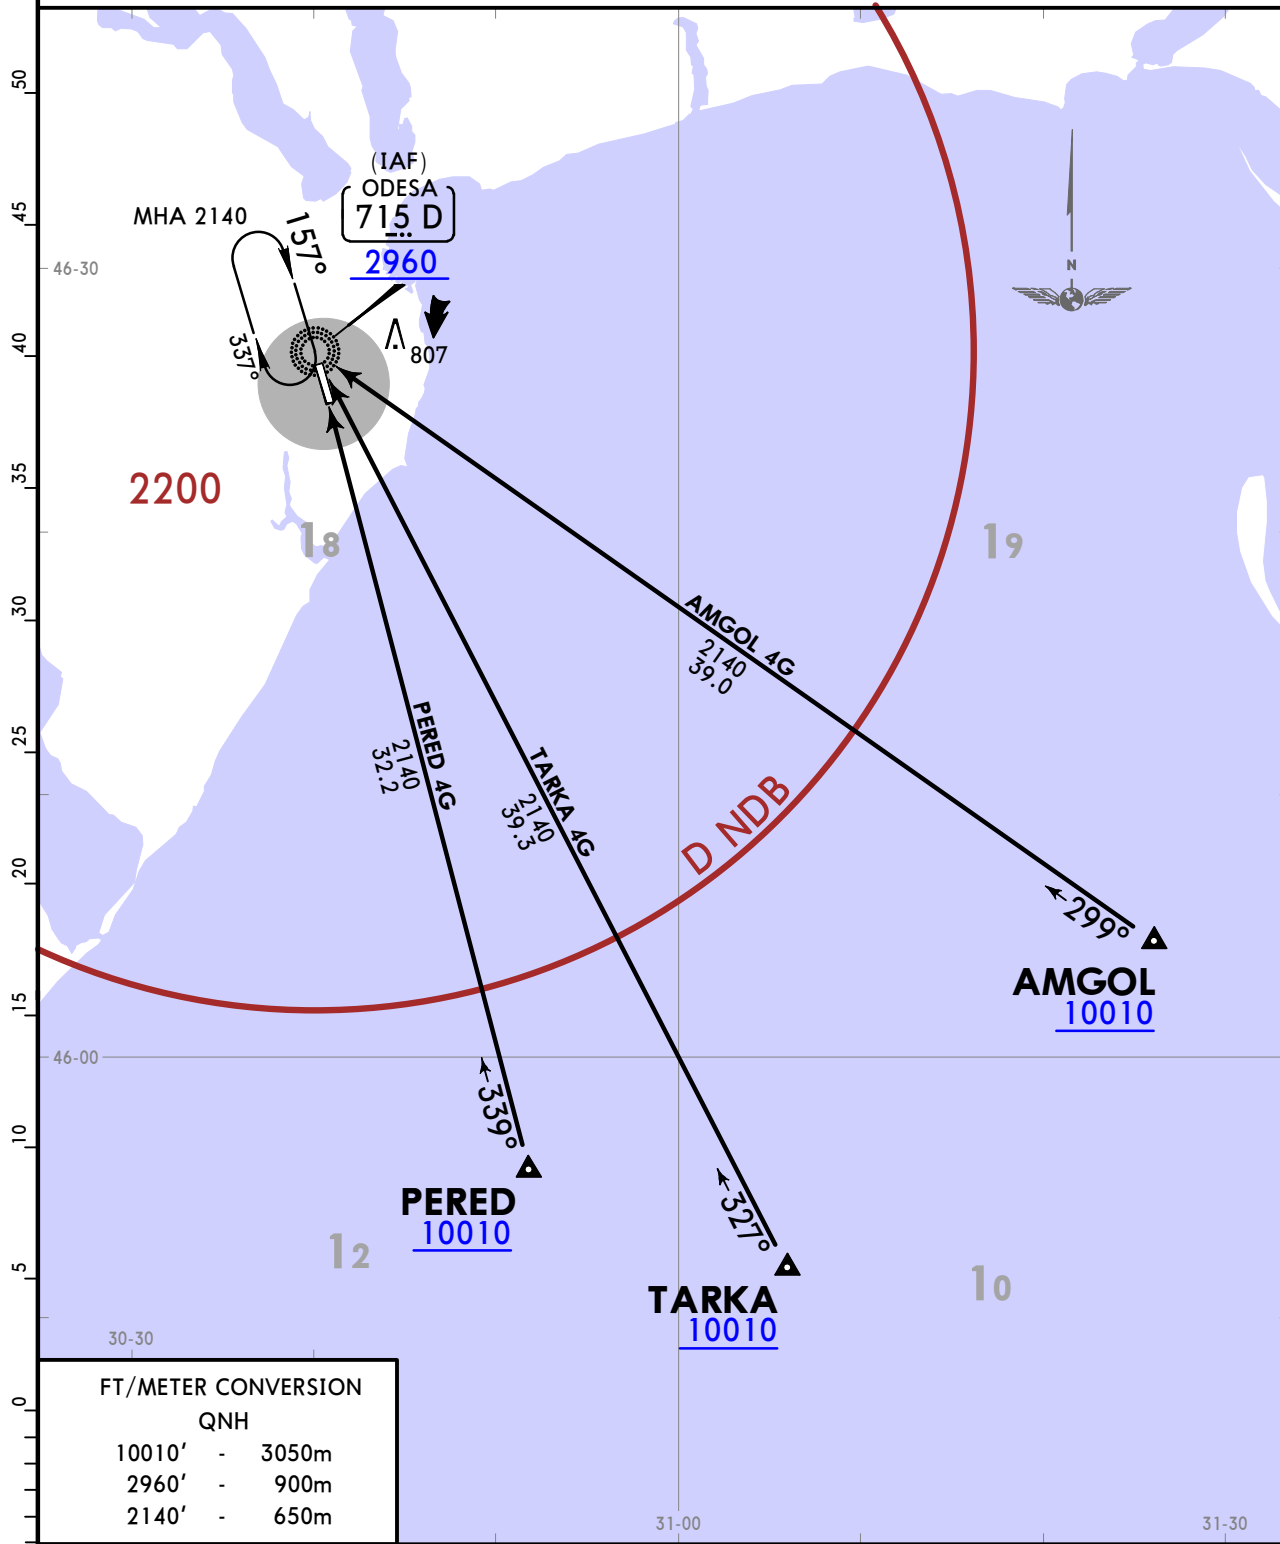 50
45
40
35
30
25
20
15
10
5
0
(IAF)
ODESA
715 D
2960
MHA 2140
157°
337°
46-30
807
N
2200
18
19
AMGOL 4G
2140
39.0
PERED 4G
2140
32.2
TARKA 4G
2140
39.3
D NDB
299°
AMGOL
10010
46-00
339°
PERED
10010
327°
TARKA
10010
12
10
30-30
FT/METER CONVERSION
QNH
10010' - 3050m
2960' - 900m
2140' - 650m
31-00
31-30